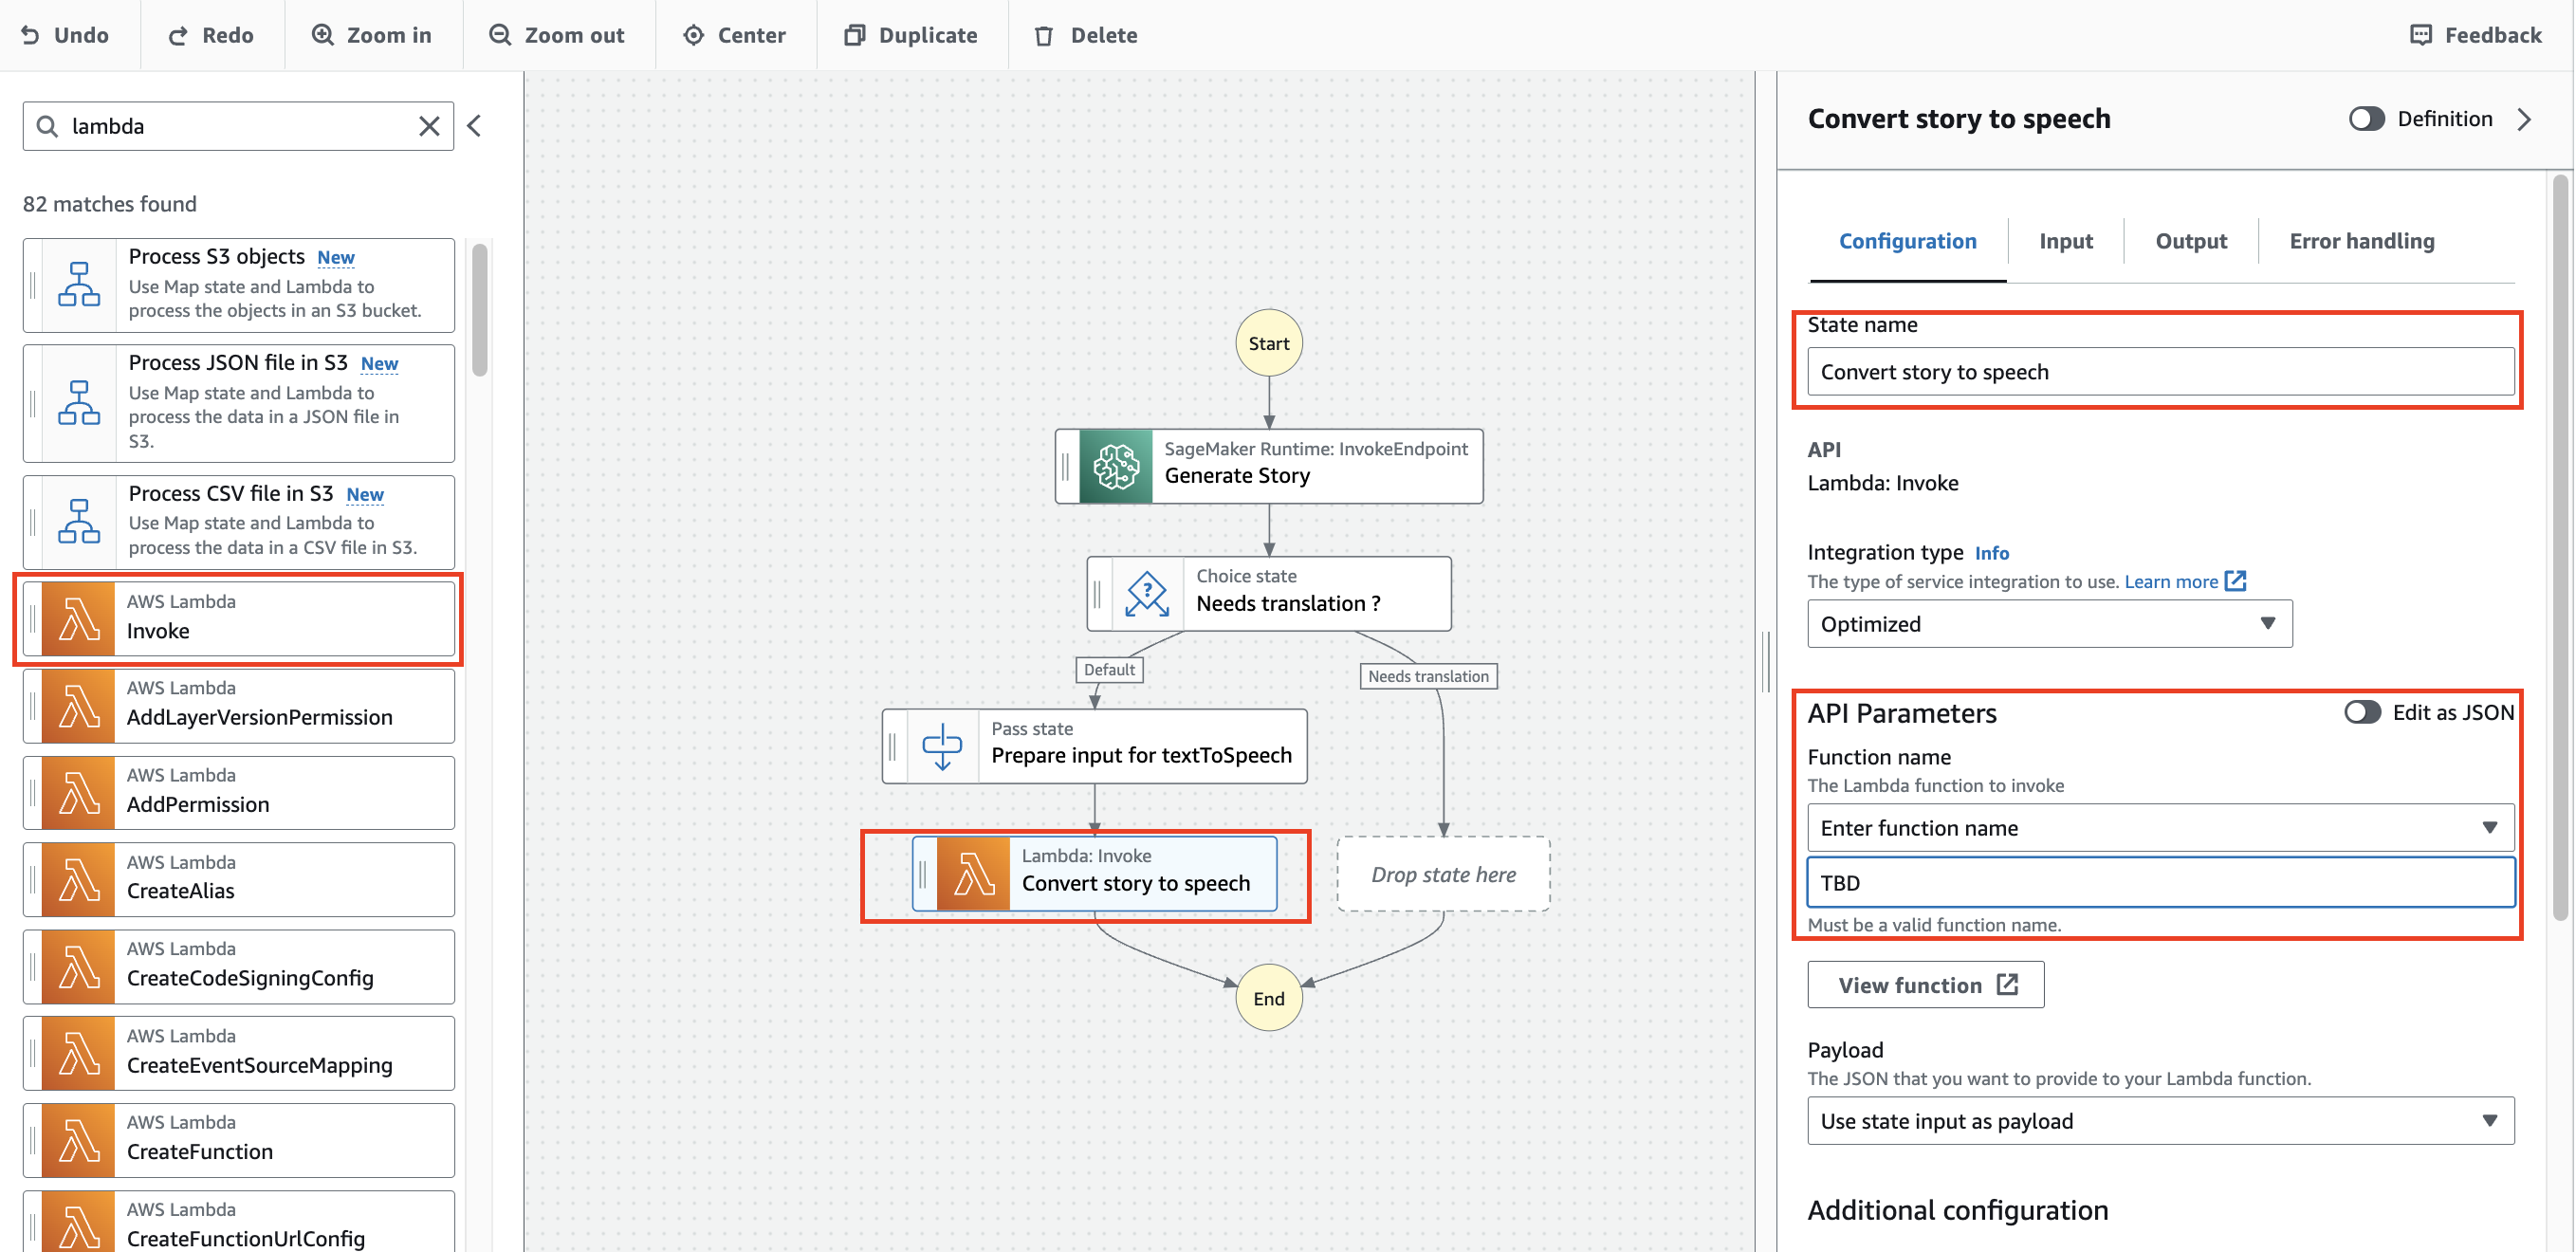 Undo
Redo
Zoom in
Zoom out
Center
Duplicate
Delete
Feedback
lambda
82 matches found
Process S3 objects New
Use Map state and Lambda to
process the objects in an S3 bucket.
Process JSON file in S3 New
Use Map state and Lambda to
process the data in a JSON file in
S3.
Process CSV file in S3 New
Use Map state and Lambda to
process the data in a CSV file in S3.
AWS Lambda
Invoke
AWS Lambda
AddLayerVersionPermission
AWS Lambda
AddPermission
AWS Lambda
CreateAlias
AWS Lambda
CreateCodeSigningConfig
AWS Lambda
CreateEventSourceMapping
AWS Lambda
CreateFunction
AWS Lambda
CreateFunctionUrlConfig
Start
SageMaker Runtime: InvokeEndpoint
Generate Story
Choice state
Needs translation ?
Default
Needs translation
Pass state
Prepare input for textToSpeech
Lambda: Invoke
Convert story to speech
Drop state here
End
Convert story to speech
Definition
Configuration
Input
Output
Error handling
State name
Convert story to speech
API
Lambda: Invoke
Integration type Info
The type of service integration to use. Learn more
Optimized
API Parameters
Edit as JSON
Function name
The Lambda function to invoke
Enter function name
TBD
Must be a valid function name.
View function
Payload
The JSON that you want to provide to your Lambda function.
Use state input as payload
Additional configuration